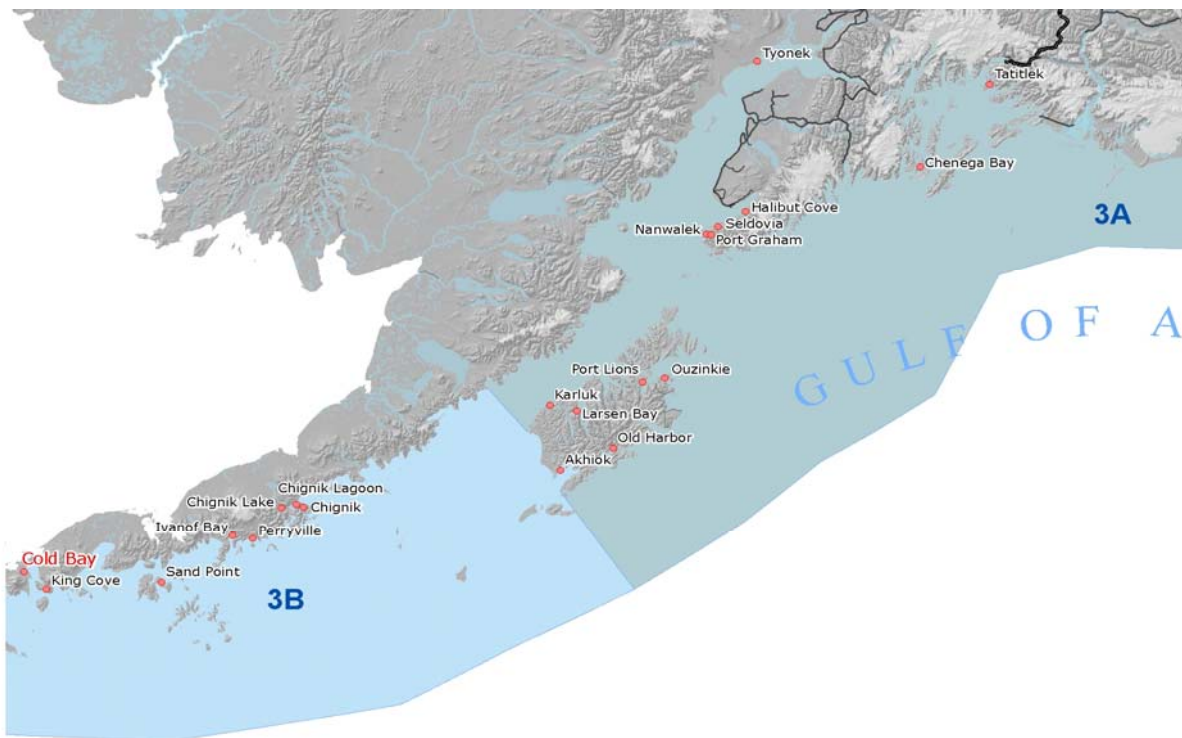 Tyonek
Tatitlek
Chenega Bay
3A
Halibut Cove
Seldovia
Nanwalek
Port Graham
GULF OF A
Port Lions
Ouzinkie
Karluk
Larsen Bay
Old Harbor
Akhiok
Chignik Lagoon
Chignik Lake
Chignik
Ivanof Bay
Perryville
Cold Bay
King Cove
Sand Point
3B